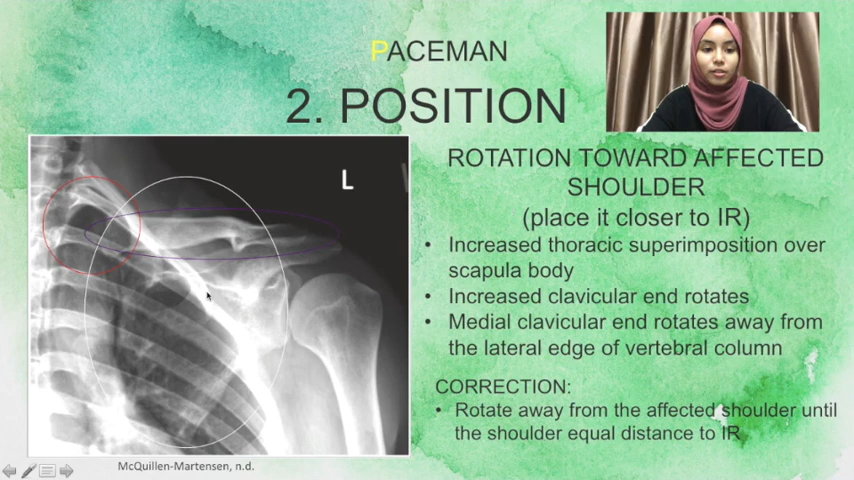 PACEMAN
2. POSITION
L
ROTATION TOWARD AFFECTED
SHOULDER
(place it closer to IR)
• Increased thoracic superimposition over
scapula body
• Increased clavicular end rotates
• Medial clavicular end rotates away from
the lateral edge of vertebral column
CORRECTION:
• Rotate away from the affected shoulder until
the shoulder equal distance to IR
McQuillen-Martensen, n.d.